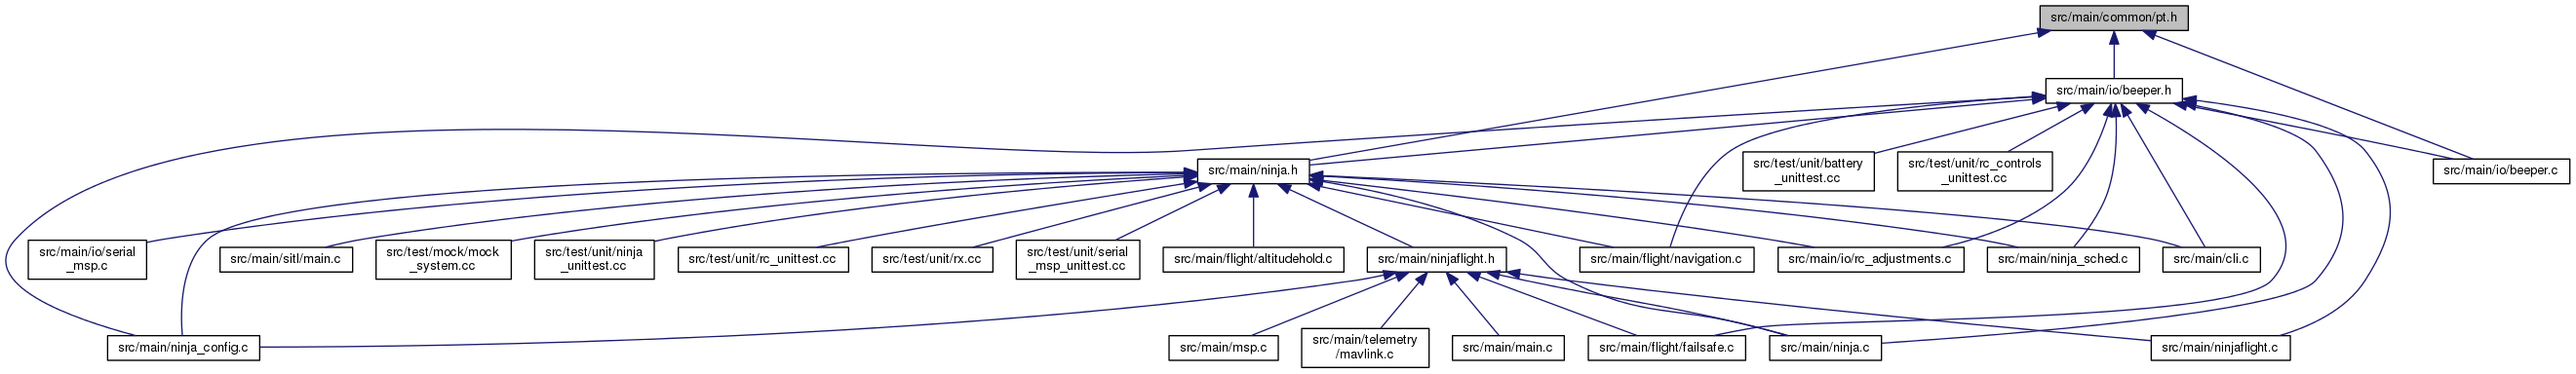 src/main/common/pt.h
src/main/io/beeper.h
src/main/ninja.h
src/test/unit/battery
_unittest.cc
src/test/unit/rc_controls
_unittest.cc
src/main/io/beeper.c
src/main/io/serial
_msp.c
src/main/sitl/main.c
src/test/mock/mock
_system.cc
src/test/unit/ninja
_unittest.cc
src/test/unit/rc_unittest.cc
src/test/unit/rx.cc
src/test/unit/serial
_msp_unittest.cc
src/main/flight/altitudehold.c
src/main/ninjaflight.h
src/main/flight/navigation.c
src/main/io/rc_adjustments.c
src/main/ninja_sched.c
src/main/cli.c
src/main/ninja_config.c
src/main/msp.c
src/main/telemetry
/mavlink.c
src/main/main.c
src/main/flight/failsafe.c
src/main/ninja.c
src/main/ninjaflight.c